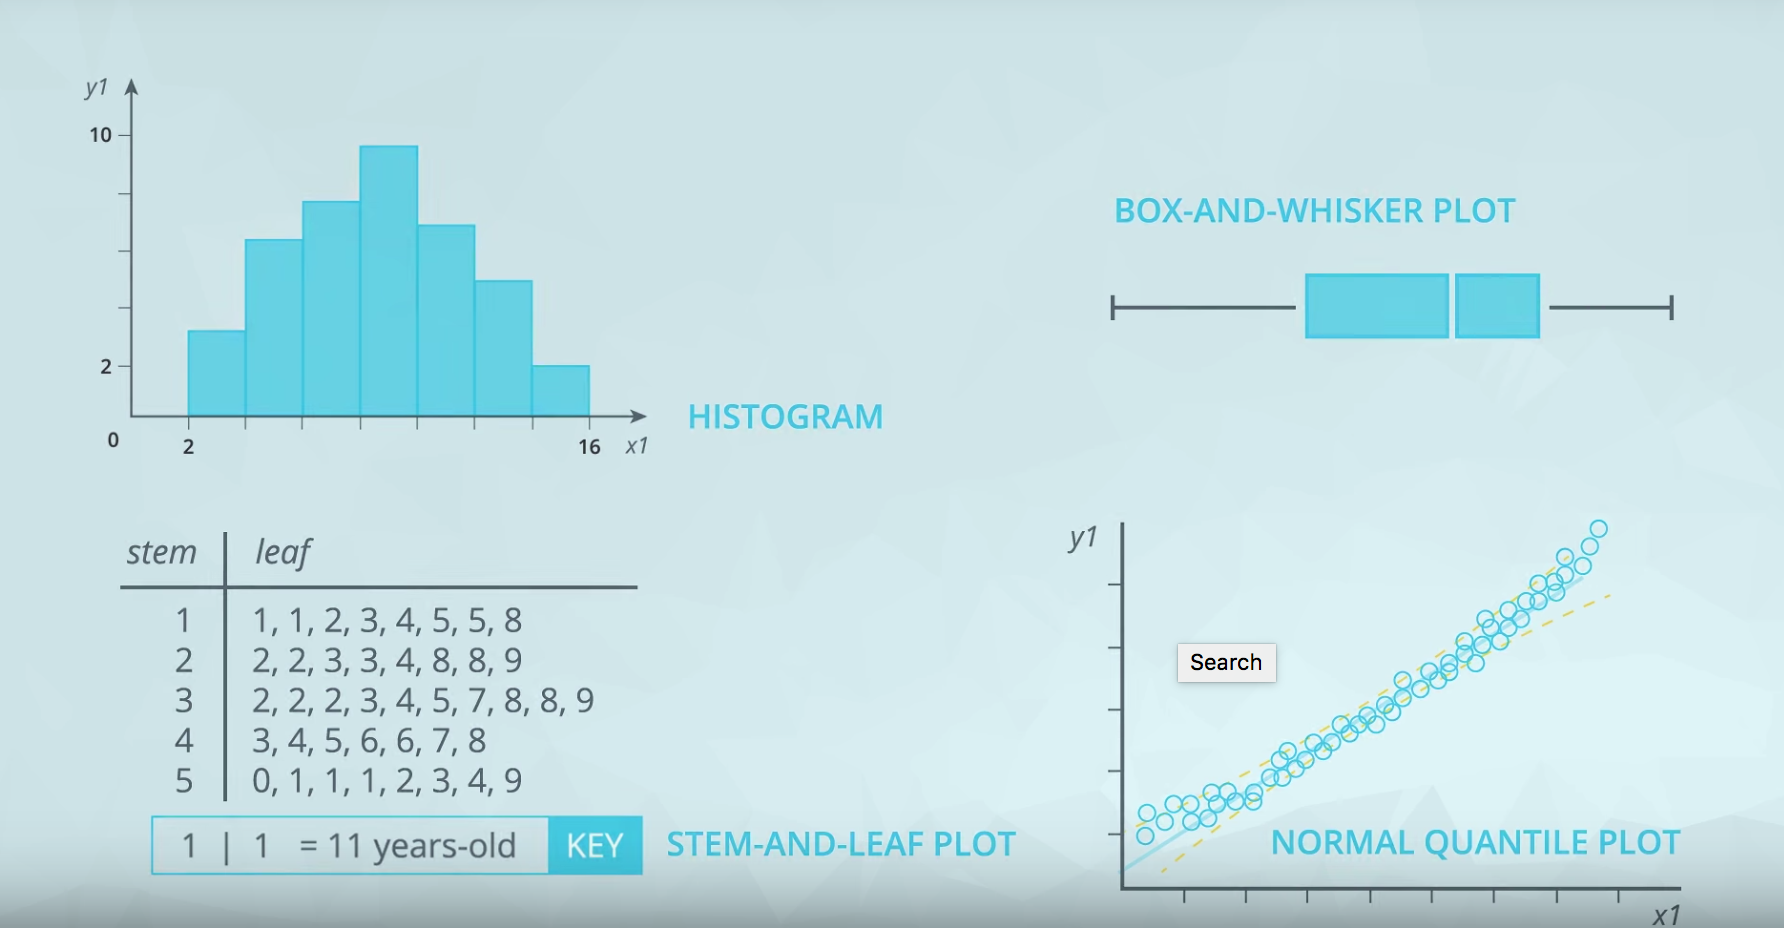 y1
10
2
0
2
16
x1
HISTOGRAM
BOX-AND-WHISKER PLOT
stem leaf
1 1, 1, 2, 3, 4, 5, 5, 8
2 2, 2, 3, 3, 4, 8, 8, 9
3 2, 2, 2, 3, 4, 5, 7, 8, 8, 9
4 3, 4, 5, 6, 6, 7, 8
5 0, 1, 1, 1, 2, 3, 4, 9
1 | 1 = 11 years-old KEY
STEM-AND-LEAF PLOT
y1
Search
NORMAL QUANTILE PLOT
x1